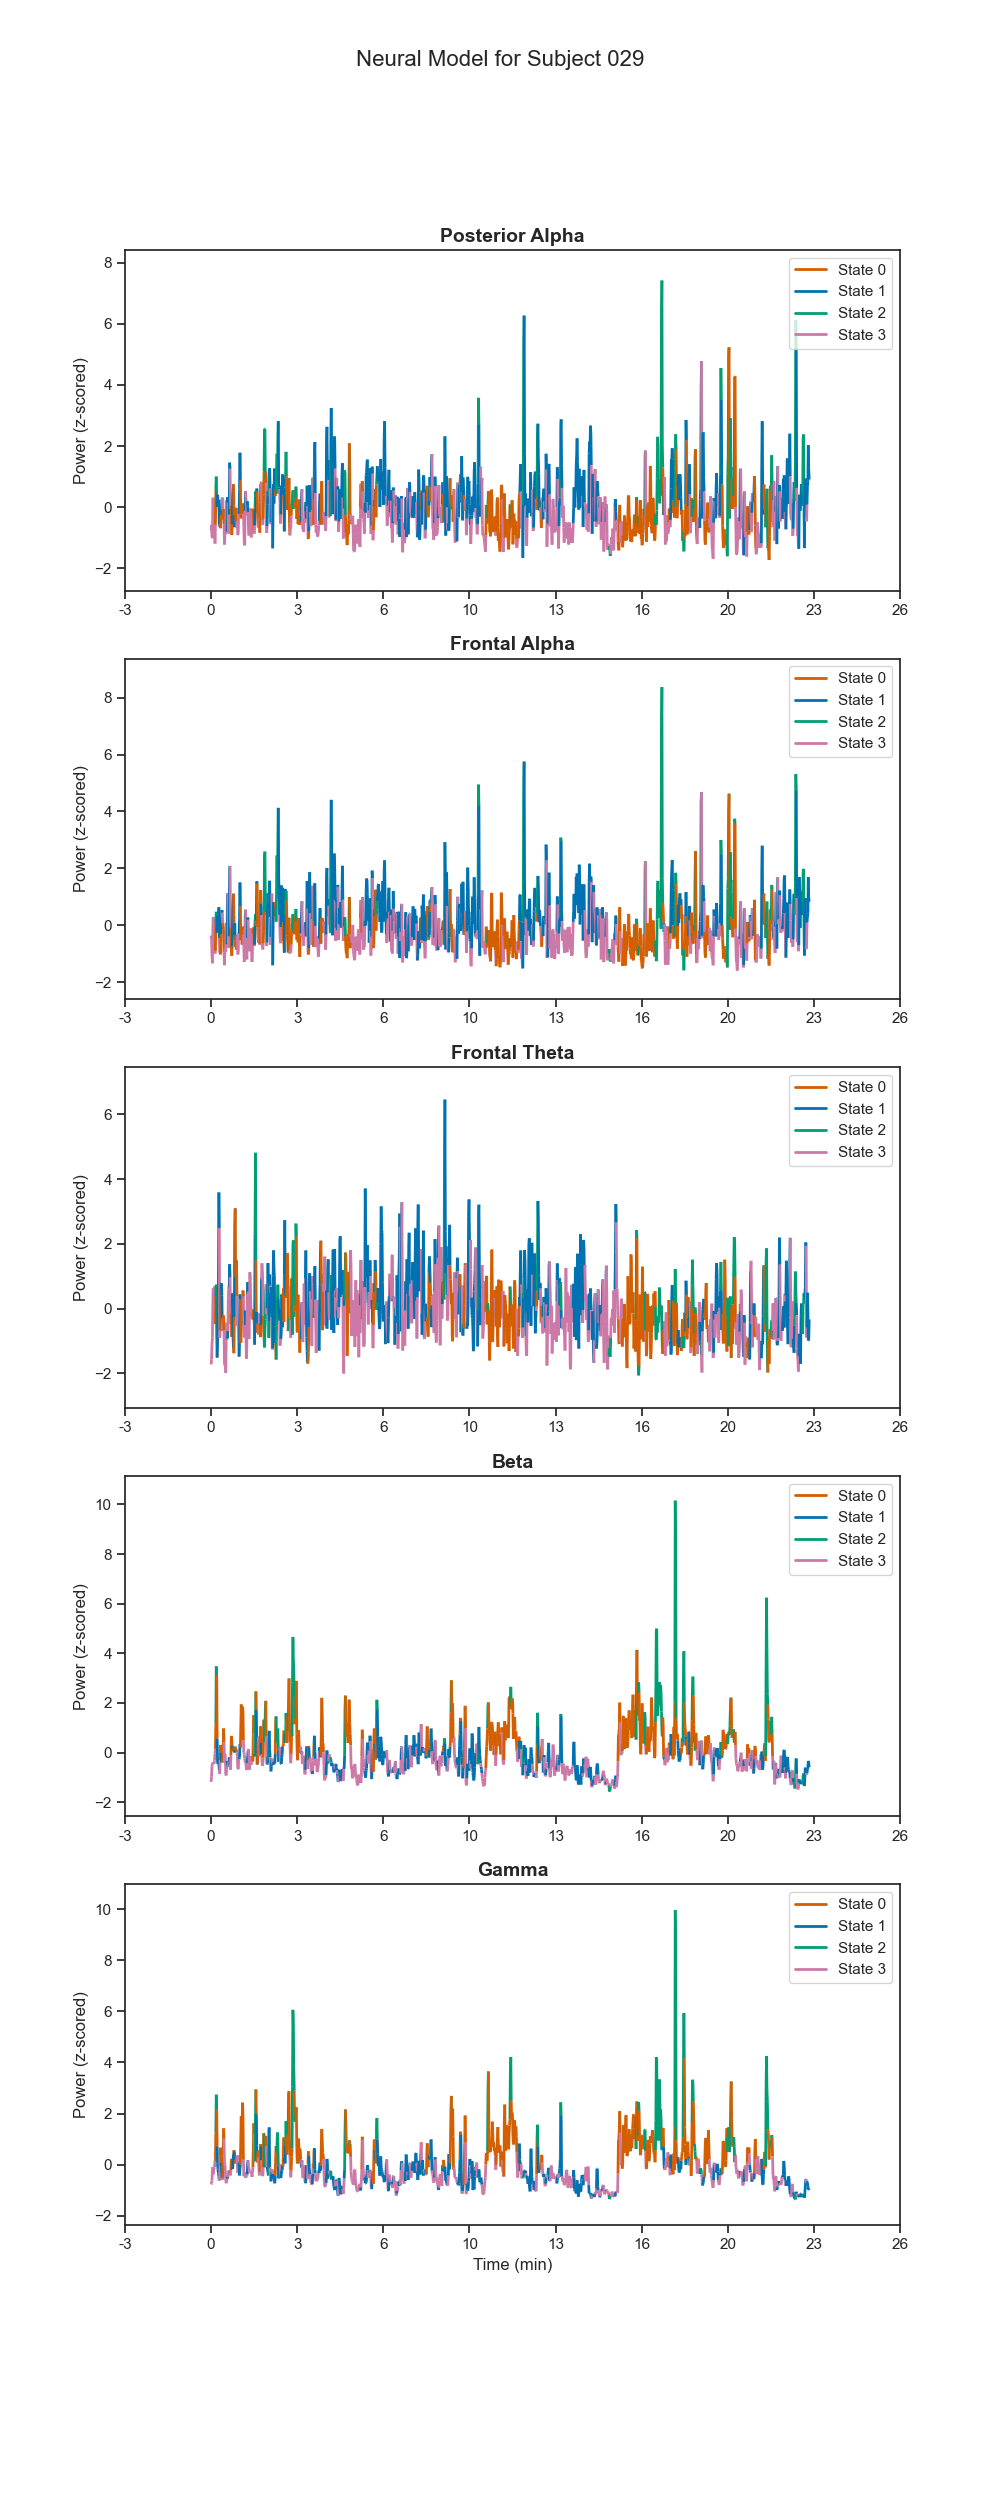 Neural Model for Subject 029
Posterior Alpha
8
6
4
2
0
−2
Power (z-scored)
State 0
State 1
State 2
State 3
-3 0 3 6 10 13 16 20 23 26
Frontal Alpha
8
6
4
2
0
−2
Power (z-scored)
State 0
State 1
State 2
State 3
-3 0 3 6 10 13 16 20 23 26
Frontal Theta
6
4
2
0
−2
Power (z-scored)
State 0
State 1
State 2
State 3
-3 0 3 6 10 13 16 20 23 26
Beta
10
8
6
4
2
0
−2
Power (z-scored)
State 0
State 1
State 2
State 3
-3 0 3 6 10 13 16 20 23 26
Gamma
10
8
6
4
2
0
−2
Power (z-scored)
State 0
State 1
State 2
State 3
-3 0 3 6 10 13 16 20 23 26
Time (min)